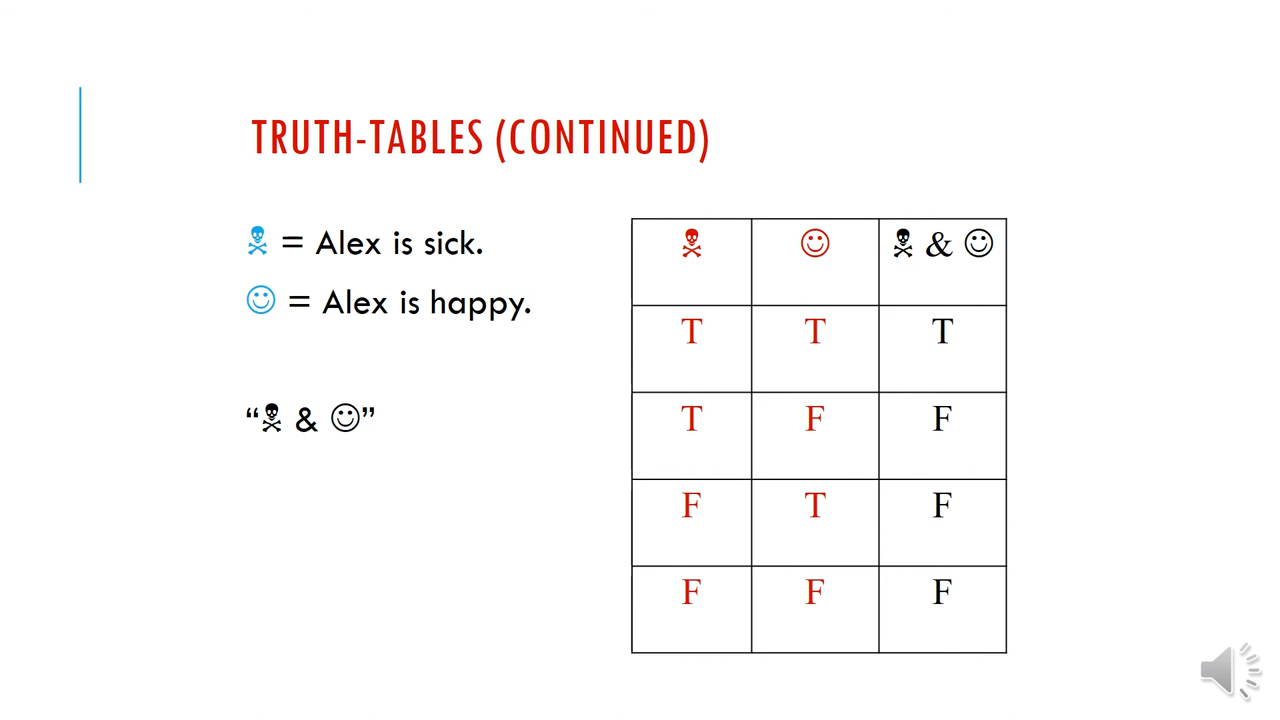 TRUTH-TABLES (CONTINUED)
☠ = Alex is sick.
☺ = Alex is happy.
“☠ & ☺”
☠ ☺ ☠ & ☺
T T T
T F F
F T F
F F F